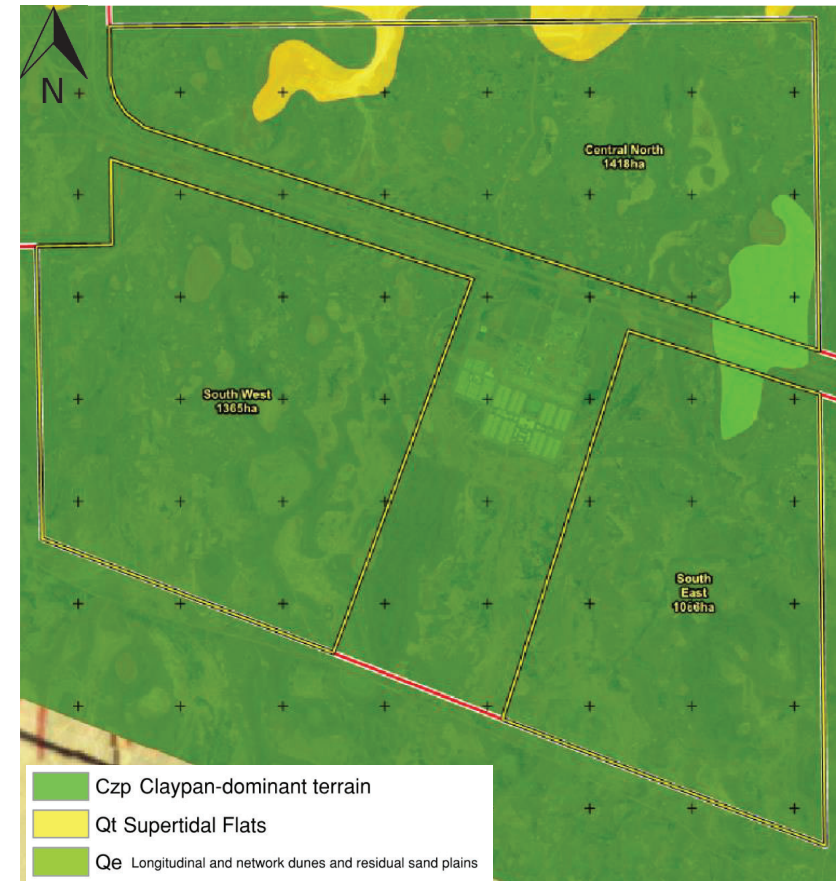 N
Central North
1418ha
South West
1365ha
South
East
1066ha
Czp Claypan-dominant terrain
Qt Supertidal Flats
Qe Longitudinal and network dunes and residual sand plains